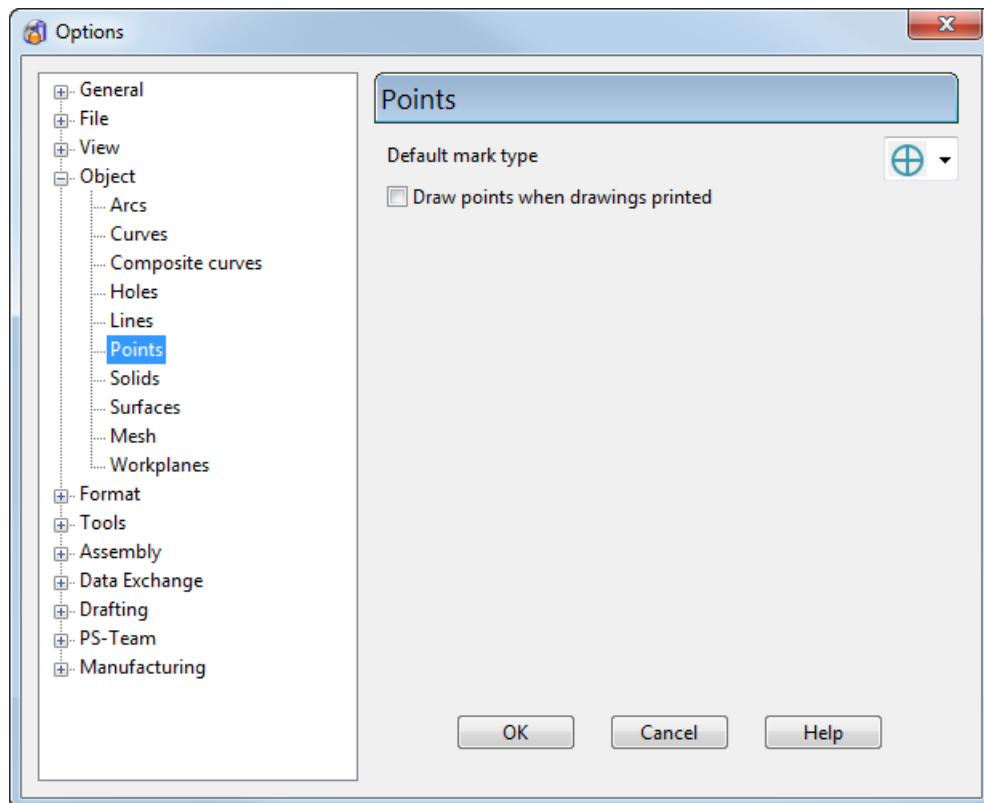 Options
General
File
View
Object
Arcs
Curves
Composite curves
Holes
Lines
Points
Solids
Surfaces
Mesh
Workplanes
Format
Tools
Assembly
Data Exchange
Drafting
PS-Team
Manufacturing
Points
Default mark type
Draw points when drawings printed
OK Cancel Help